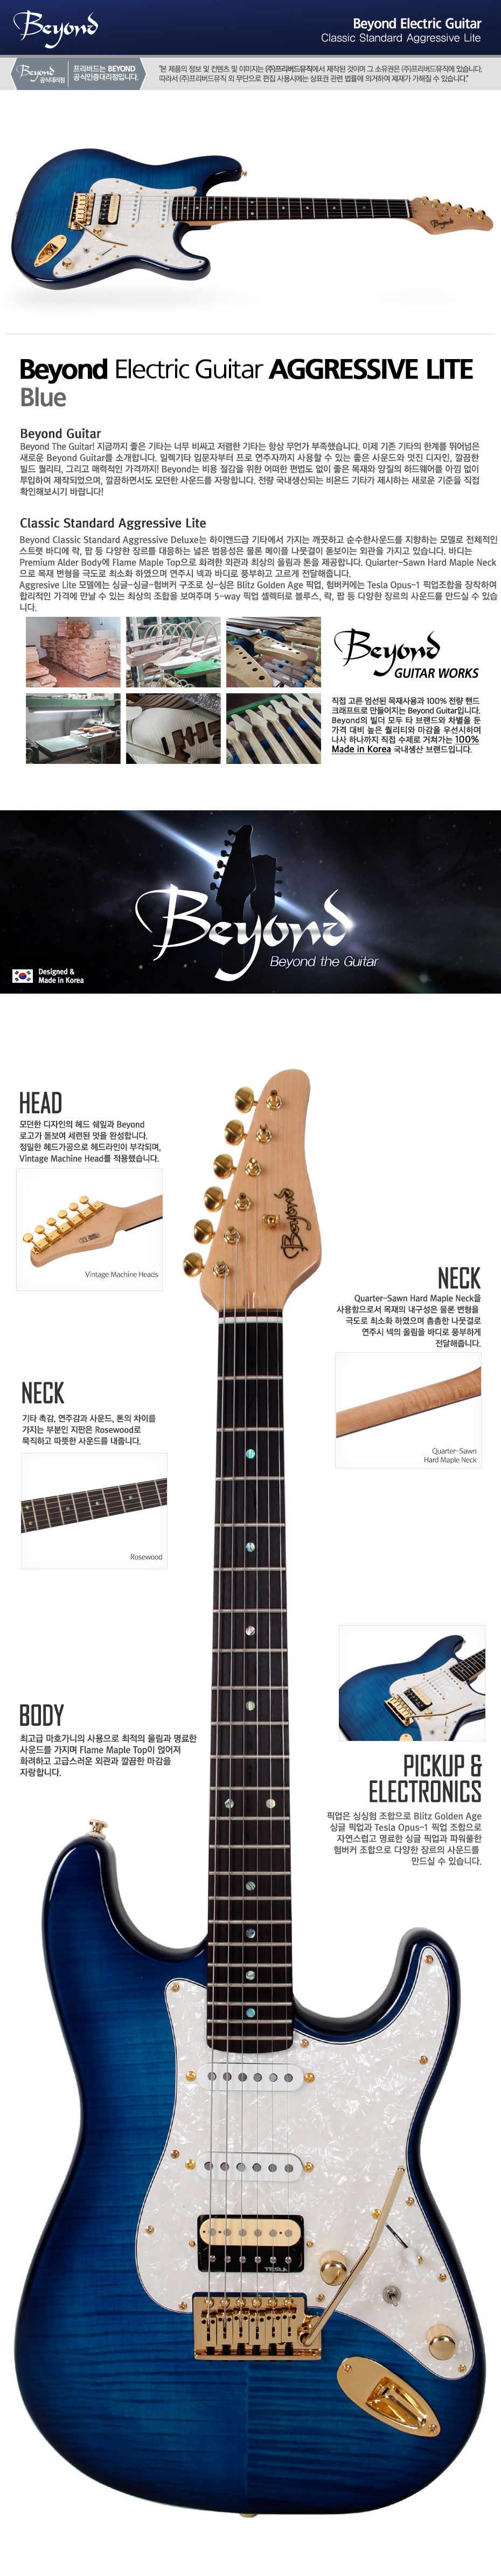 Beyond
Beyond Electric Guitar
Classic Standard Aggressive Lite
Beyond
공식대리점
프리버드는 BEYOND
공식인증대리점입니다.
"본 제품의 정보 및 컨텐츠 및 이미지는 (주)프리버드뮤직에서 제작된 것이며 그 소유권은 (주)프리버드뮤직에 있습니다.
따라서 (주)프리버드뮤직 외 무단으로 편집 사용시에는 상표권 관련 법률에 의거하여 제재가 가해질 수 있습니다."
Beyond
Beyond Electric Guitar AGGRESSIVE LITE
Blue
Beyond Guitar
Beyond The Guitar! 지금까지 좋은 기타는 너무 비싸고 저렴한 기타는 항상 무언가 부족했습니다. 이제 기존 기타의 한계를 뛰어넘은
새로운 Beyond Guitar를 소개합니다. 일렉기타 입문자부터 프로 연주자까지 사용할 수 있는 좋은 사운드와 멋진 디자인, 깔끔한
빌드 퀄리티, 그리고 매력적인 가격까지! Beyond는 비용 절감을 위한 어떠한 편법도 없이 좋은 목재와 양질의 하드웨어를 아낌 없이
투입하여 제작되었으며, 깔끔하면서도 모던한 사운드를 자랑합니다. 전량 국내생산되는 비욘드 기타가 제시하는 새로운 기준을 직접
확인해보시기 바랍니다!
Classic Standard Aggressive Lite
Beyond Classic Standard Aggressive Deluxe는 하이앤드급 기타에서 가지는 깨끗하고 순수한사운드를 지향하는 모델로 전체적인
스트랫 바디에 락, 팝 등 다양한 장르를 대응하는 넓은 범용성은 물론 메이플 나뭇결이 돋보이는 외관을 가지고 있습니다. 바디는
Premium Alder Body에 Flame Maple Top으로 화려한 외관과 최상의 울림과 톤을 제공합니다. Quiarter-Sawn Hard Maple Neck
으로 목재 변형을 극도로 최소화 하였으며 연주시 넥과 바디로 풍부하고 고르게 전달해줍니다.
Aggresive Lite 모델에는 싱글-싱글-험버커 구조로 싱-싱은 Blitz Golden Age 픽업, 험버커에는 Tesla Opus-1 픽업조합을 장착하여
합리적인 가격에 만날 수 있는 최상의 조합을 보여주며 5-way 픽업 셀렉터로 블루스, 락, 팝 등 다양한 장르의 사운드를 만드실 수 있습
니다.
Beyond
GUITAR WORKS
직접 고른 엄선된 목재사용과 100% 전량 핸드
크래프트로 만들어지는 Beyond Guitar입니다.
Beyond의 빌더 모두 타 브랜드와 차별을 둔
가격 대비 높은 퀄리티와 마감을 우선시하며
나사 하나까지 직접 수제로 거쳐가는 100%
Made in Korea 국내생산 브랜드입니다.
Beyond
Beyond the Guitar
Designed &
Made in Korea
HEAD
모던한 디자인의 헤드 쉐입과 Beyond
로고가 돋보여 세련된 멋을 완성합니다.
정밀한 헤드가공으로 헤드라인이 부각되며,
Vintage Machine Head를 적용했습니다.
Vintage Machine Heads
Beyond
NECK
Quarter-Sawn Hard Maple Neck을
사용함으로서 목재의 내구성은 물론 변형을
극도로 최소화 하였으며 촘촘한 나뭇결로
연주시 넥의 울림을 바디로 풍부하게
전달해줍니다.
Quarter-Sawn
Hard Maple Neck
NECK
기타 촉감, 연주감과 사운드, 톤의 차이를
가지는 부분인 지판은 Rosewood로
묵직하고 따뜻한 사운드를 내줍니다.
Rosewood
BODY
최고급 마호가니의 사용으로 최적의 울림과 명료한
사운드를 가지며 Flame Maple Top이 얹어져
화려하고 고급스러운 외관과 깔끔한 마감을
자랑합니다.
PICKUP &
ELECTRONICS
픽업은 싱싱험 조합으로 Blitz Golden Age
싱글 픽업과 Tesla Opus-1 픽업 조합으로
자연스럽고 명료한 싱글 픽업과 파워풀한
험버커 조합으로 다양한 장르의 사운드를
만드실 수 있습니다.
TESLA